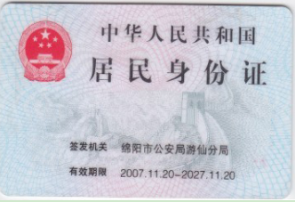 中华人民共和国
居民身份证
签发机关 绵阳市公安局游仙分局
有效期限 2007.11.20-2027.11.20